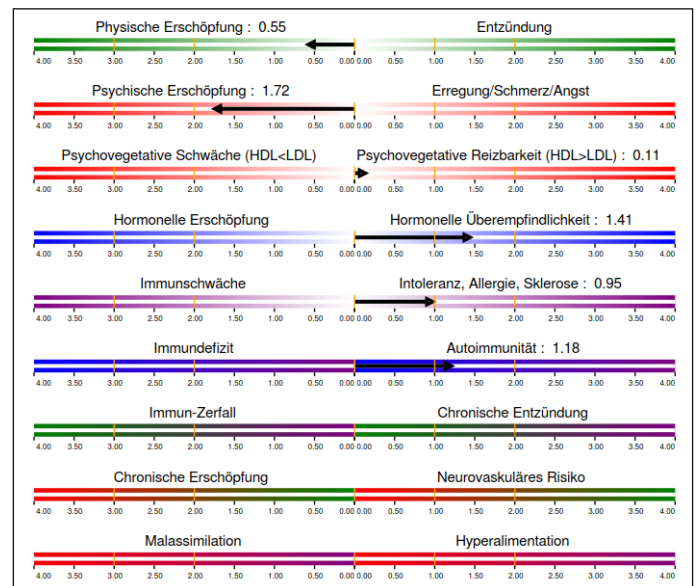 Physische Erschöpfung : 0.55 Entzündung
4.00 3.50 3.00 2.50 2.00 1.50 1.00 0.50 0.00 0.00 0.50 1.00 1.50 2.00 2.50 3.00 3.50 4.00
Psychische Erschöpfung : 1.72 Erregung/Schmerz/Angst
4.00 3.50 3.00 2.50 2.00 1.50 1.00 0.50 0.00 0.00 0.50 1.00 1.50 2.00 2.50 3.00 3.50 4.00
Psychovegetative Schwäche (HDL<LDL) Psychovegetative Reizbarkeit (HDL>LDL) : 0.11
4.00 3.50 3.00 2.50 2.00 1.50 1.00 0.50 0.00 0.00 0.50 1.00 1.50 2.00 2.50 3.00 3.50 4.00
Hormonelle Erschöpfung Hormonelle Überempfindlichkeit : 1.41
4.00 3.50 3.00 2.50 2.00 1.50 1.00 0.50 0.00 0.00 0.50 1.00 1.50 2.00 2.50 3.00 3.50 4.00
Immunschwäche Intoleranz, Allergie, Sklerose : 0.95
4.00 3.50 3.00 2.50 2.00 1.50 1.00 0.50 0.00 0.00 0.50 1.00 1.50 2.00 2.50 3.00 3.50 4.00
Immundefizit Autoimmunität : 1.18
4.00 3.50 3.00 2.50 2.00 1.50 1.00 0.50 0.00 0.00 0.50 1.00 1.50 2.00 2.50 3.00 3.50 4.00
Immun-Zerfall Chronische Entzündung
4.00 3.50 3.00 2.50 2.00 1.50 1.00 0.50 0.00 0.00 0.50 1.00 1.50 2.00 2.50 3.00 3.50 4.00
Chronische Erschöpfung Neurovaskuläres Risiko
4.00 3.50 3.00 2.50 2.00 1.50 1.00 0.50 0.00 0.00 0.50 1.00 1.50 2.00 2.50 3.00 3.50 4.00
Malassimilation Hyperalimentation
4.00 3.50 3.00 2.50 2.00 1.50 1.00 0.50 0.00 0.00 0.50 1.00 1.50 2.00 2.50 3.00 3.50 4.00